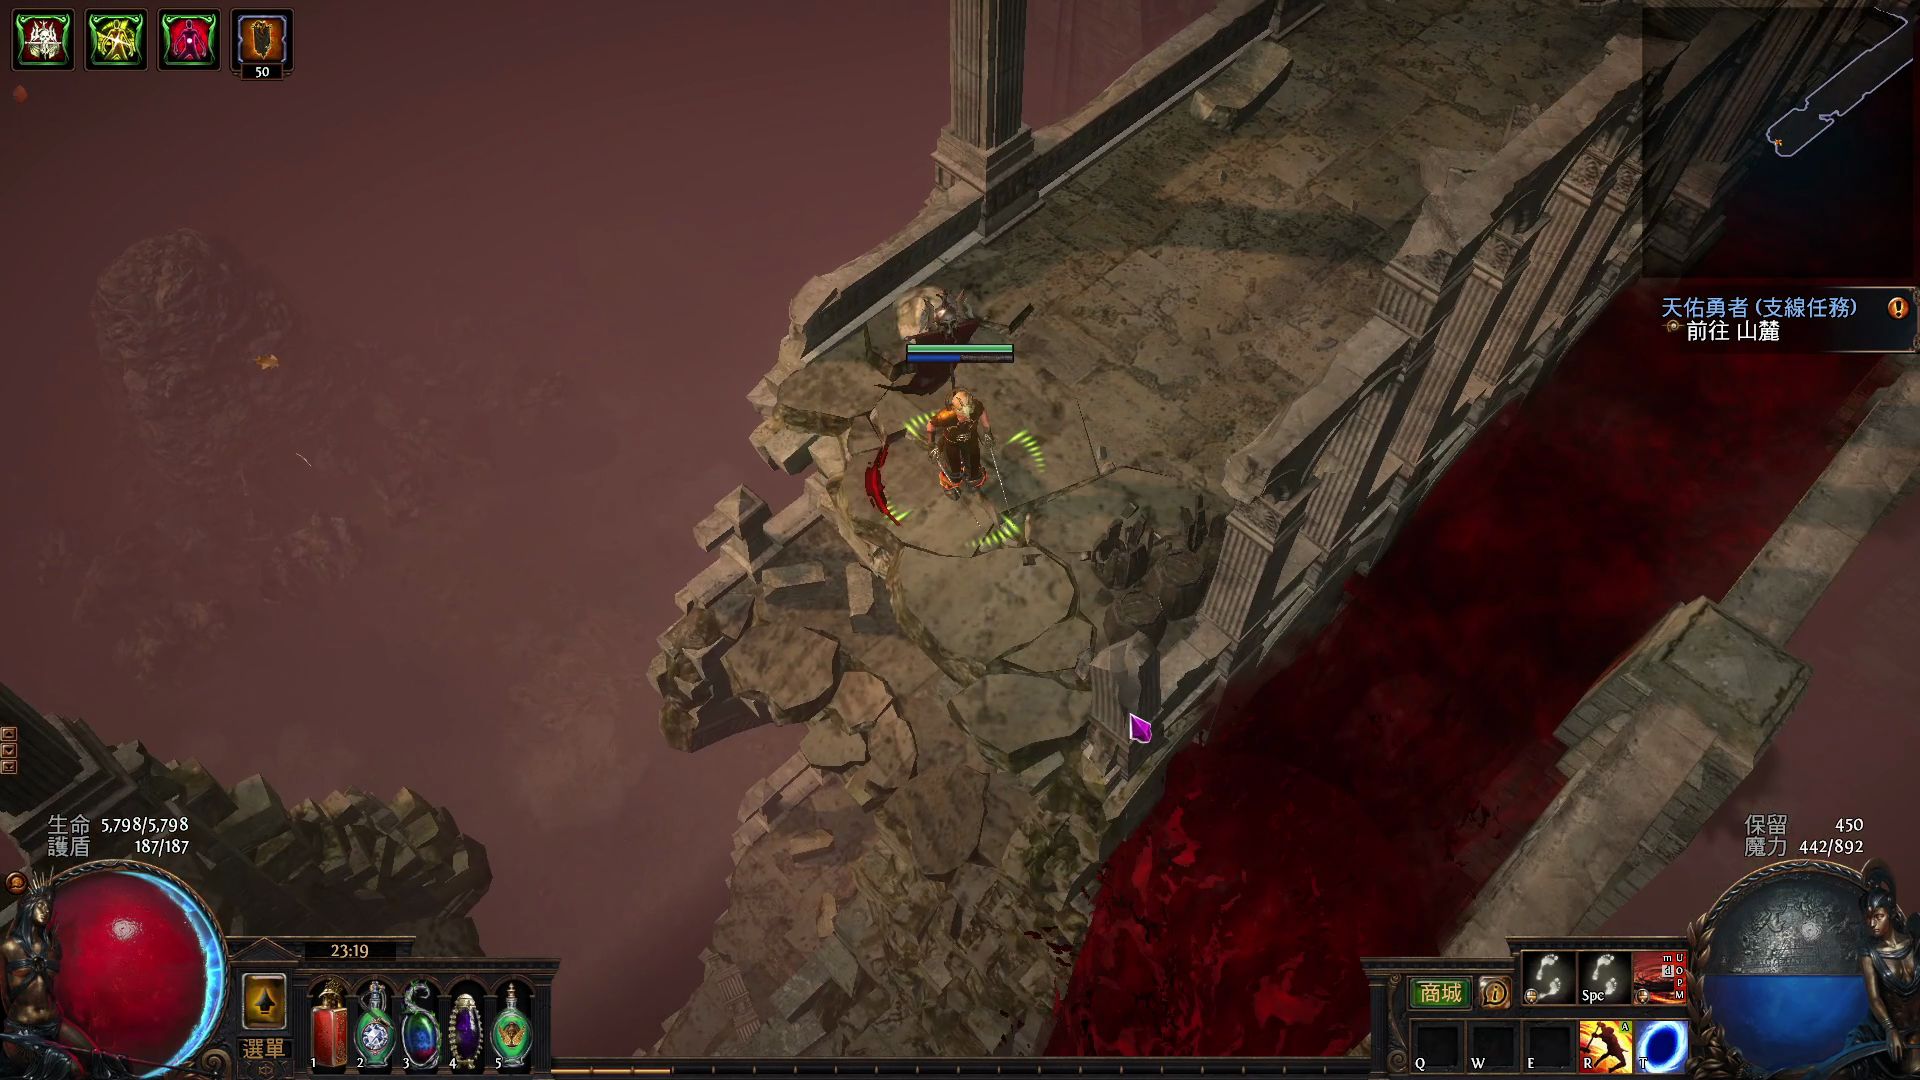 50
天佑勇者 (支線任務)
前往 山麓
生命 5,798/5,798
護盾 187/187
保留 450
魔力 442/892
23:19
選單
1
2
3
4
5
商城
Spc
m U
d O
P
M
Q
W
E
R
A
T